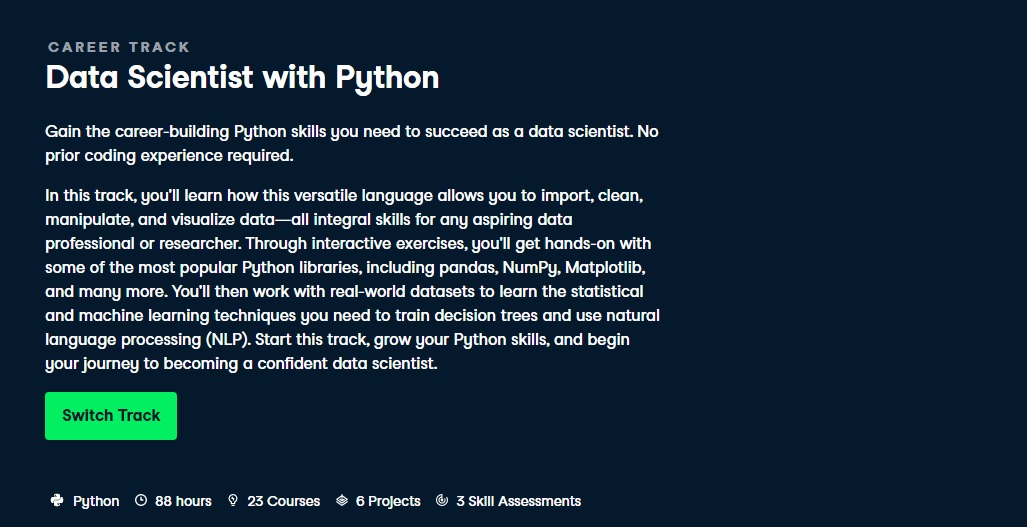 CAREER TRACK
Data Scientist with Python
Gain the career-building Python skills you need to succeed as a data scientist. No
prior coding experience required.
In this track, you'll learn how this versatile language allows you to import, clean,
manipulate, and visualize data—all integral skills for any aspiring data
professional or researcher. Through interactive exercises, you'll get hands-on with
some of the most popular Python libraries, including pandas, NumPy, Matplotlib,
and many more. You'll then work with real-world datasets to learn the statistical
and machine learning techniques you need to train decision trees and use natural
language processing (NLP). Start this track, grow your Python skills, and begin
your journey to becoming a confident data scientist.
Switch Track
Python 88 hours 23 Courses 6 Projects 3 Skill Assessments